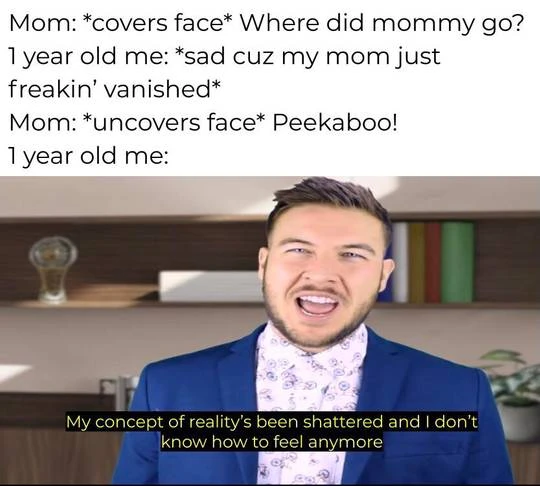 Mom: *covers face* Where did mommy go?
1 year old me: *sad cuz my mom just
freakin’ vanished*
Mom: *uncovers face* Peekaboo!
1 year old me:
My concept of reality’s been shattered and I don’t
know how to feel anymore